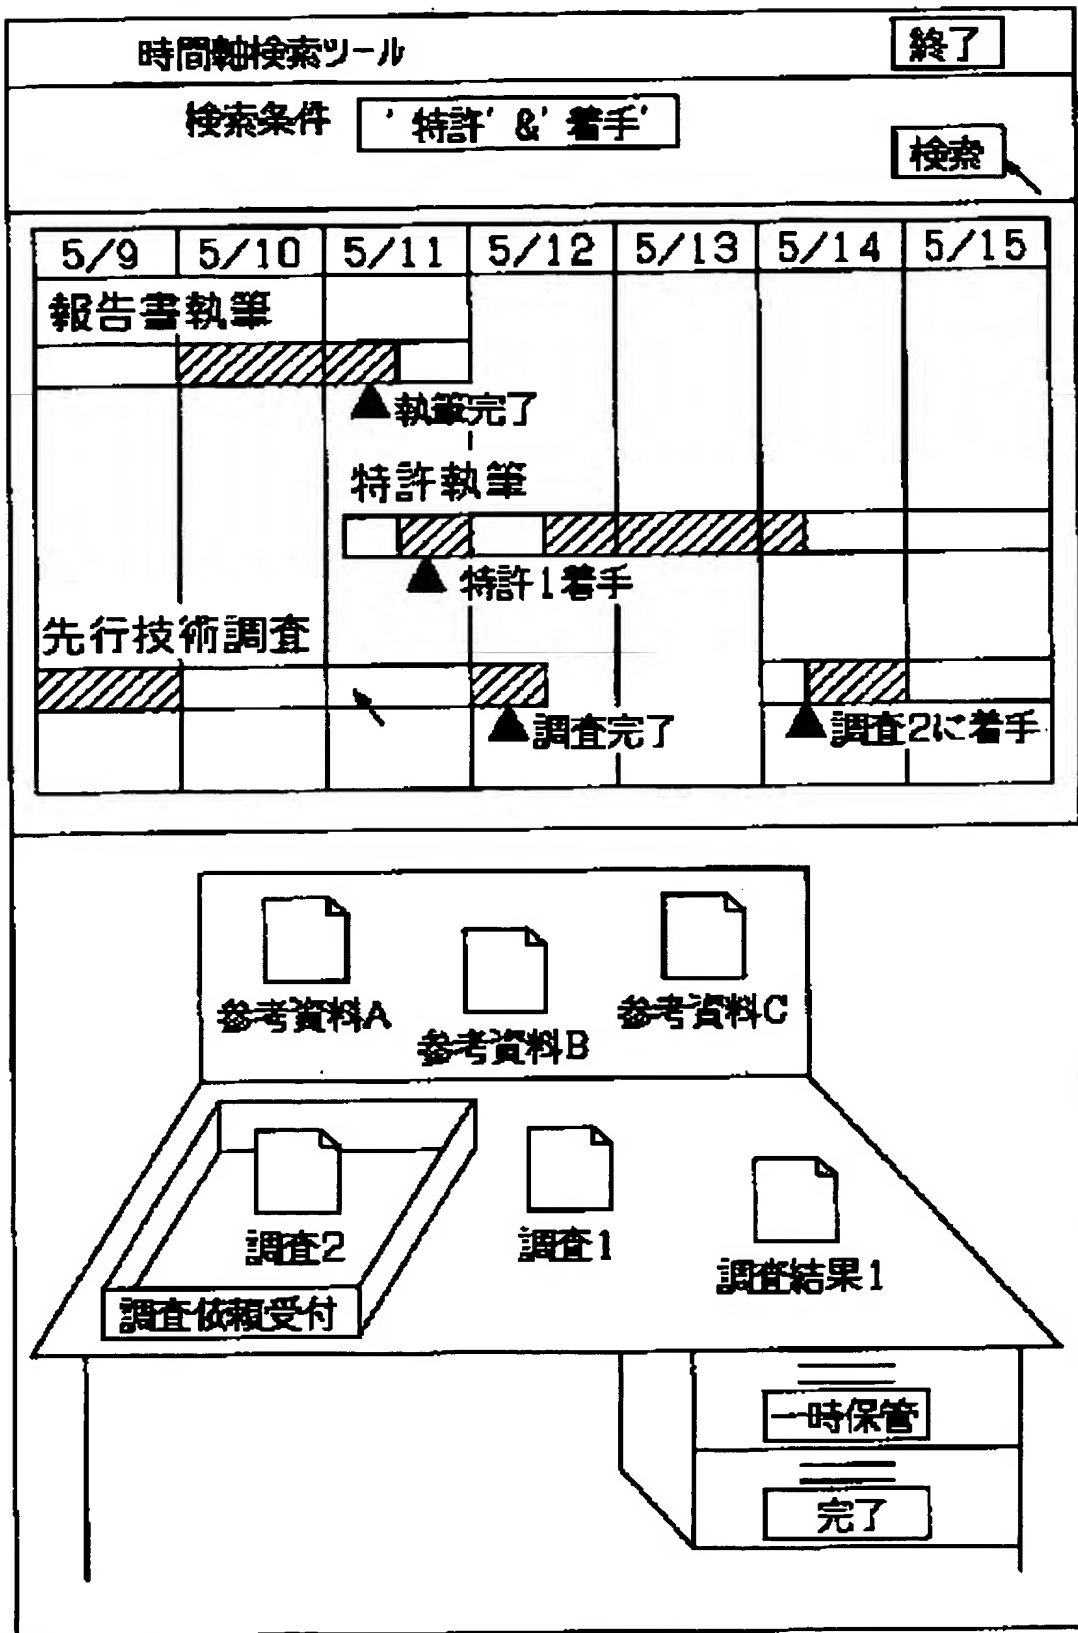 時間軸検索ツール 終了
検索条件 '特許'&'着手'
検索
5/9 5/10 5/11 5/12 5/13 5/14 5/15
報告書執筆
▲執筆完了
特許執筆
▲特許1着手
先行技術調査
▲調査完了 ▲調査2に着手
参考資料A 参考資料B 参考資料C
調査2 調査1 調査結果1
調査依頼受付
一時保管
完了